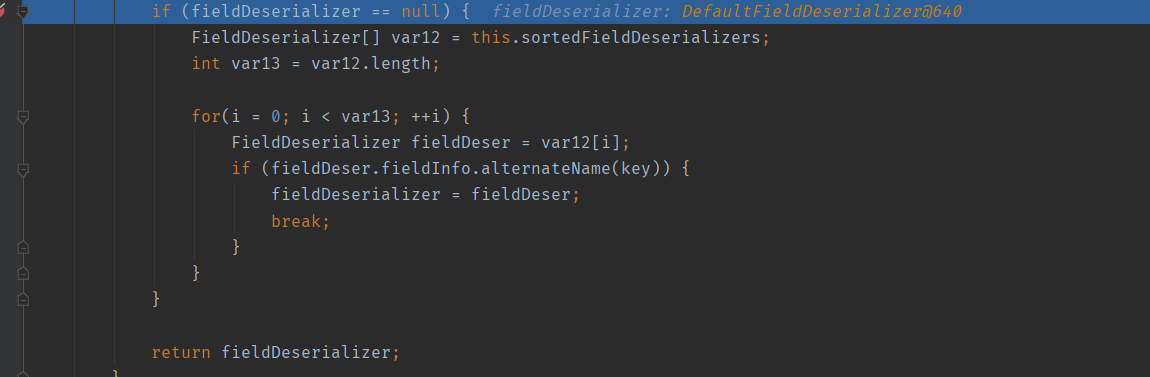 if (fieldDeserializer == null) {  fieldDeserializer: DefaultFieldDeserializer@640
FieldDeserializer[] var12 = this.sortedFieldDeserializers;
int var13 = var12.length;
for(i = 0; i < var13; ++i) {
FieldDeserializer fieldDeser = var12[i];
if (fieldDeser.fieldInfo.alternateName(key)) {
fieldDeserializer = fieldDeser;
break;
}
}
}
return fieldDeserializer;
}